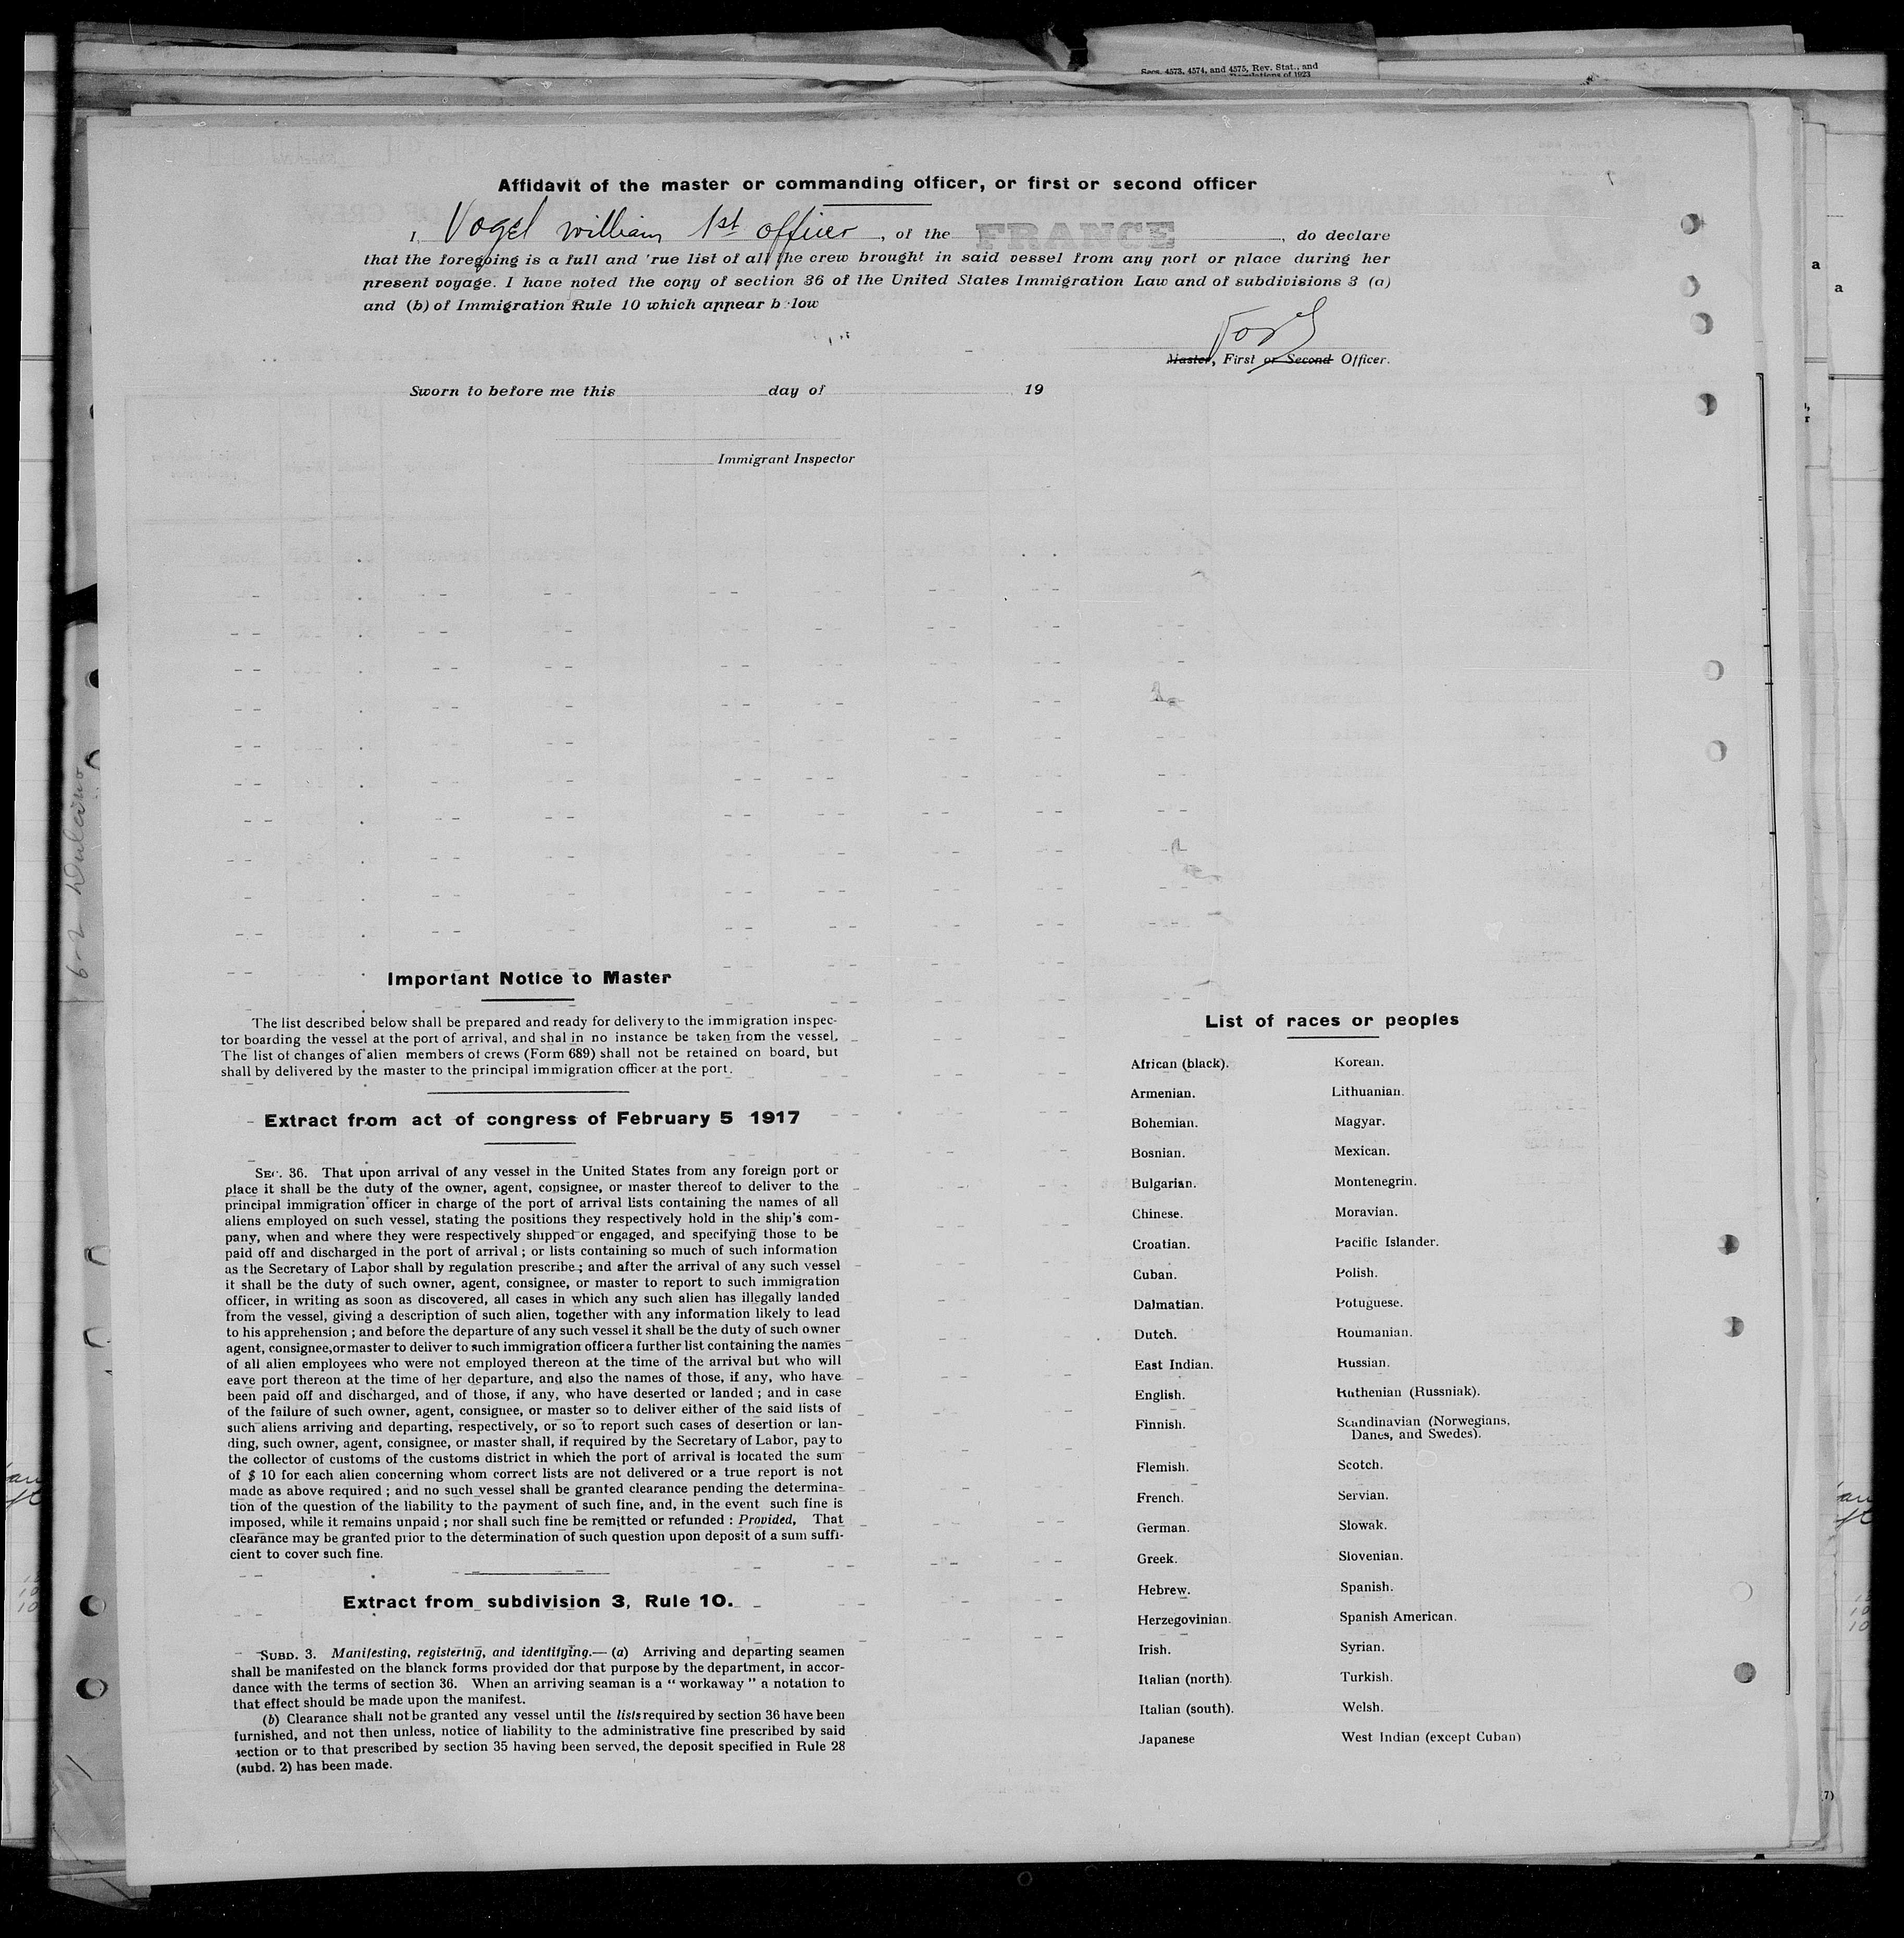 Secs. 4573, 4574, and 4575, Rev. Stat., and
Affidavit of the master or commanding officer, or first or second officer
I, Vogel william 1st officer, of the FRANCE, do declare
that the foregoing is a full and 'rue list of all the crew brought in said vessel from any port or place during her
present voyage. I have noted the copy of section 36 of the United States Immigration Law and of subdivisions 3 (a)
and (b) of Immigration Rule 10 which appear b low
Master, First or Second Officer.
Sworn to before me this day of 19
Immigrant Inspector
Important Notice to Master
The list described below shall be prepared and ready for delivery to the immigration inspec-
tor boarding the vessel at the port of arrival, and shal in no instance be taken from the vessel.
The list of changes of alien members of crews (Form 689) shall not be retained on board, but
shall by delivered by the master to the principal immigration officer at the port.
Extract from act of congress of February 5 1917
SEC. 36. That upon arrival of any vessel in the United States from any foreign port or
place it shall be the duty of the owner, agent, consignee, or master thereof to deliver to the
principal immigration officer in charge of the port of arrival lists containing the names of all
aliens employed on such vessel, stating the positions they respectively hold in the ship's com-
pany, when and where they were respectively shipped or engaged, and specifying those to be
paid off and discharged in the port of arrival ; or lists containing so much of such information
as the Secretary of Labor shall by regulation prescribe ; and after the arrival of any such vessel
it shall be the duty of such owner, agent, consignee, or master to report to such immigration
officer, in writing as soon as discovered, all cases in which any such alien has illegally landed
from the vessel, giving a description of such alien, together with any information likely to lead
to his apprehension ; and before the departure of any such vessel it shall be the duty of such owner
agent, consignee,ormaster to deliver to such immigration officer a further list containing the names
of all alien employees who were not employed thereon at the time of the arrival but who will
eave port thereon at the time of her departure, and also the names of those, if any, who have
been paid off and discharged, and of those, if any, who have deserted or landed ; and in case
of the failure of such owner, agent, consignee, or master so to deliver either of the said lists of
such aliens arriving and departing, respectively, or so to report such cases of desertion or lan-
ding, such owner, agent, consignee, or master shall, if required by the Secretary of Labor, pay to
the collector of customs of the customs district in which the port of arrival is located the sum
of $ 10 for each alien concerning whom correct lists are not delivered or a true report is not
made as above required ; and no such vessel shall be granted clearance pending the determina-
tion of the question of the liability to the payment of such fine, and, in the event such fine is
imposed, while it remains unpaid ; nor shall such fine be remitted or refunded : Provided, That
clearance may be granted prior to the determination of such question upon deposit of a sum suffi-
cient to cover such fine.
Extract from subdivision 3, Rule 10.
SUBD. 3. Manifesting, registering, and identifying.— (a) Arriving and departing seamen
shall be manifested on the blanck forms provided dor that purpose by the department, in accor-
dance with the terms of section 36. When an arriving seaman is a " workaway " a notation to
that effect should be made upon the manifest.
(b) Clearance shall not be granted any vessel until the lists required by section 36 have been
furnished, and not then unless, notice of liability to the administrative fine prescribed by said
section or to that prescribed by section 35 having been served, the deposit specified in Rule 28
(subd. 2) has been made.
List of races or peoples
African (black). Korean.
Armenian. Lithuanian.
Bohemian. Magyar.
Bosnian. Mexican.
Bulgarian. Montenegrin.
Chinese. Moravian.
Croatian. Pacific Islander.
Cuban. Polish.
Dalmatian. Potuguese.
Dutch. Roumanian.
East Indian. Russian.
English. Ruthenian (Russniak).
Finnish. Scandinavian (Norwegians,
Danes, and Swedes).
Flemish. Scotch.
French. Servian.
German. Slowak.
Greek. Slovenian.
Hebrew. Spanish.
Herzegovinian. Spanish American.
Irish. Syrian.
Italian (north). Turkish.
Italian (south). Welsh.
Japanese West Indian (except Cuban)